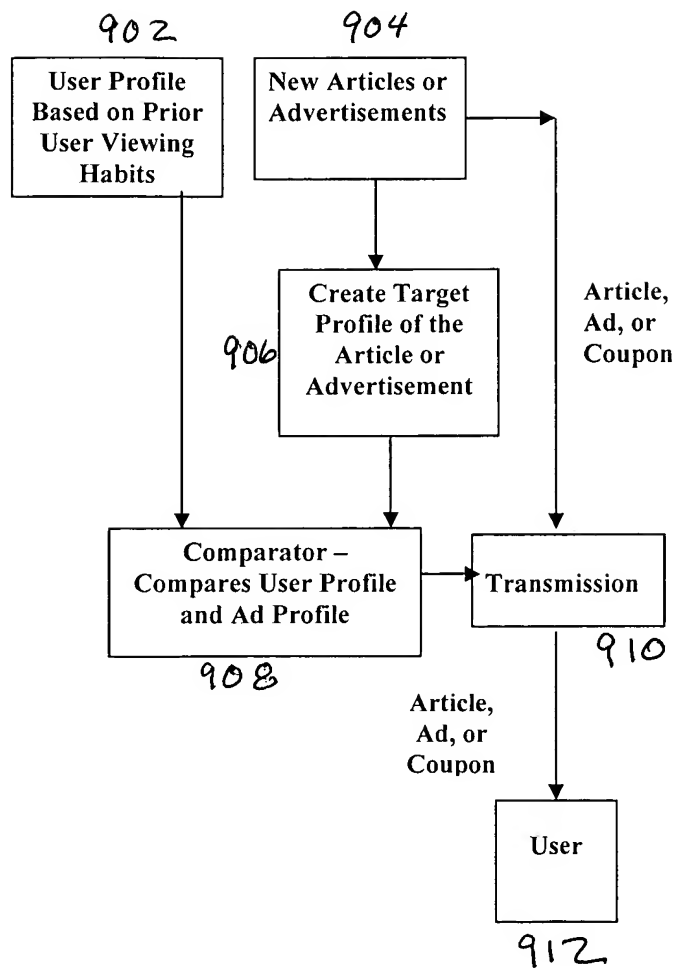 902
904
User Profile
Based on Prior
User Viewing
Habits
New Articles or
Advertisements
Article,
Ad, or
Coupon
906
Create Target
Profile of the
Article or
Advertisement
Comparator –
Compares User Profile
and Ad Profile
908
Transmission
910
Article,
Ad, or
Coupon
User
912